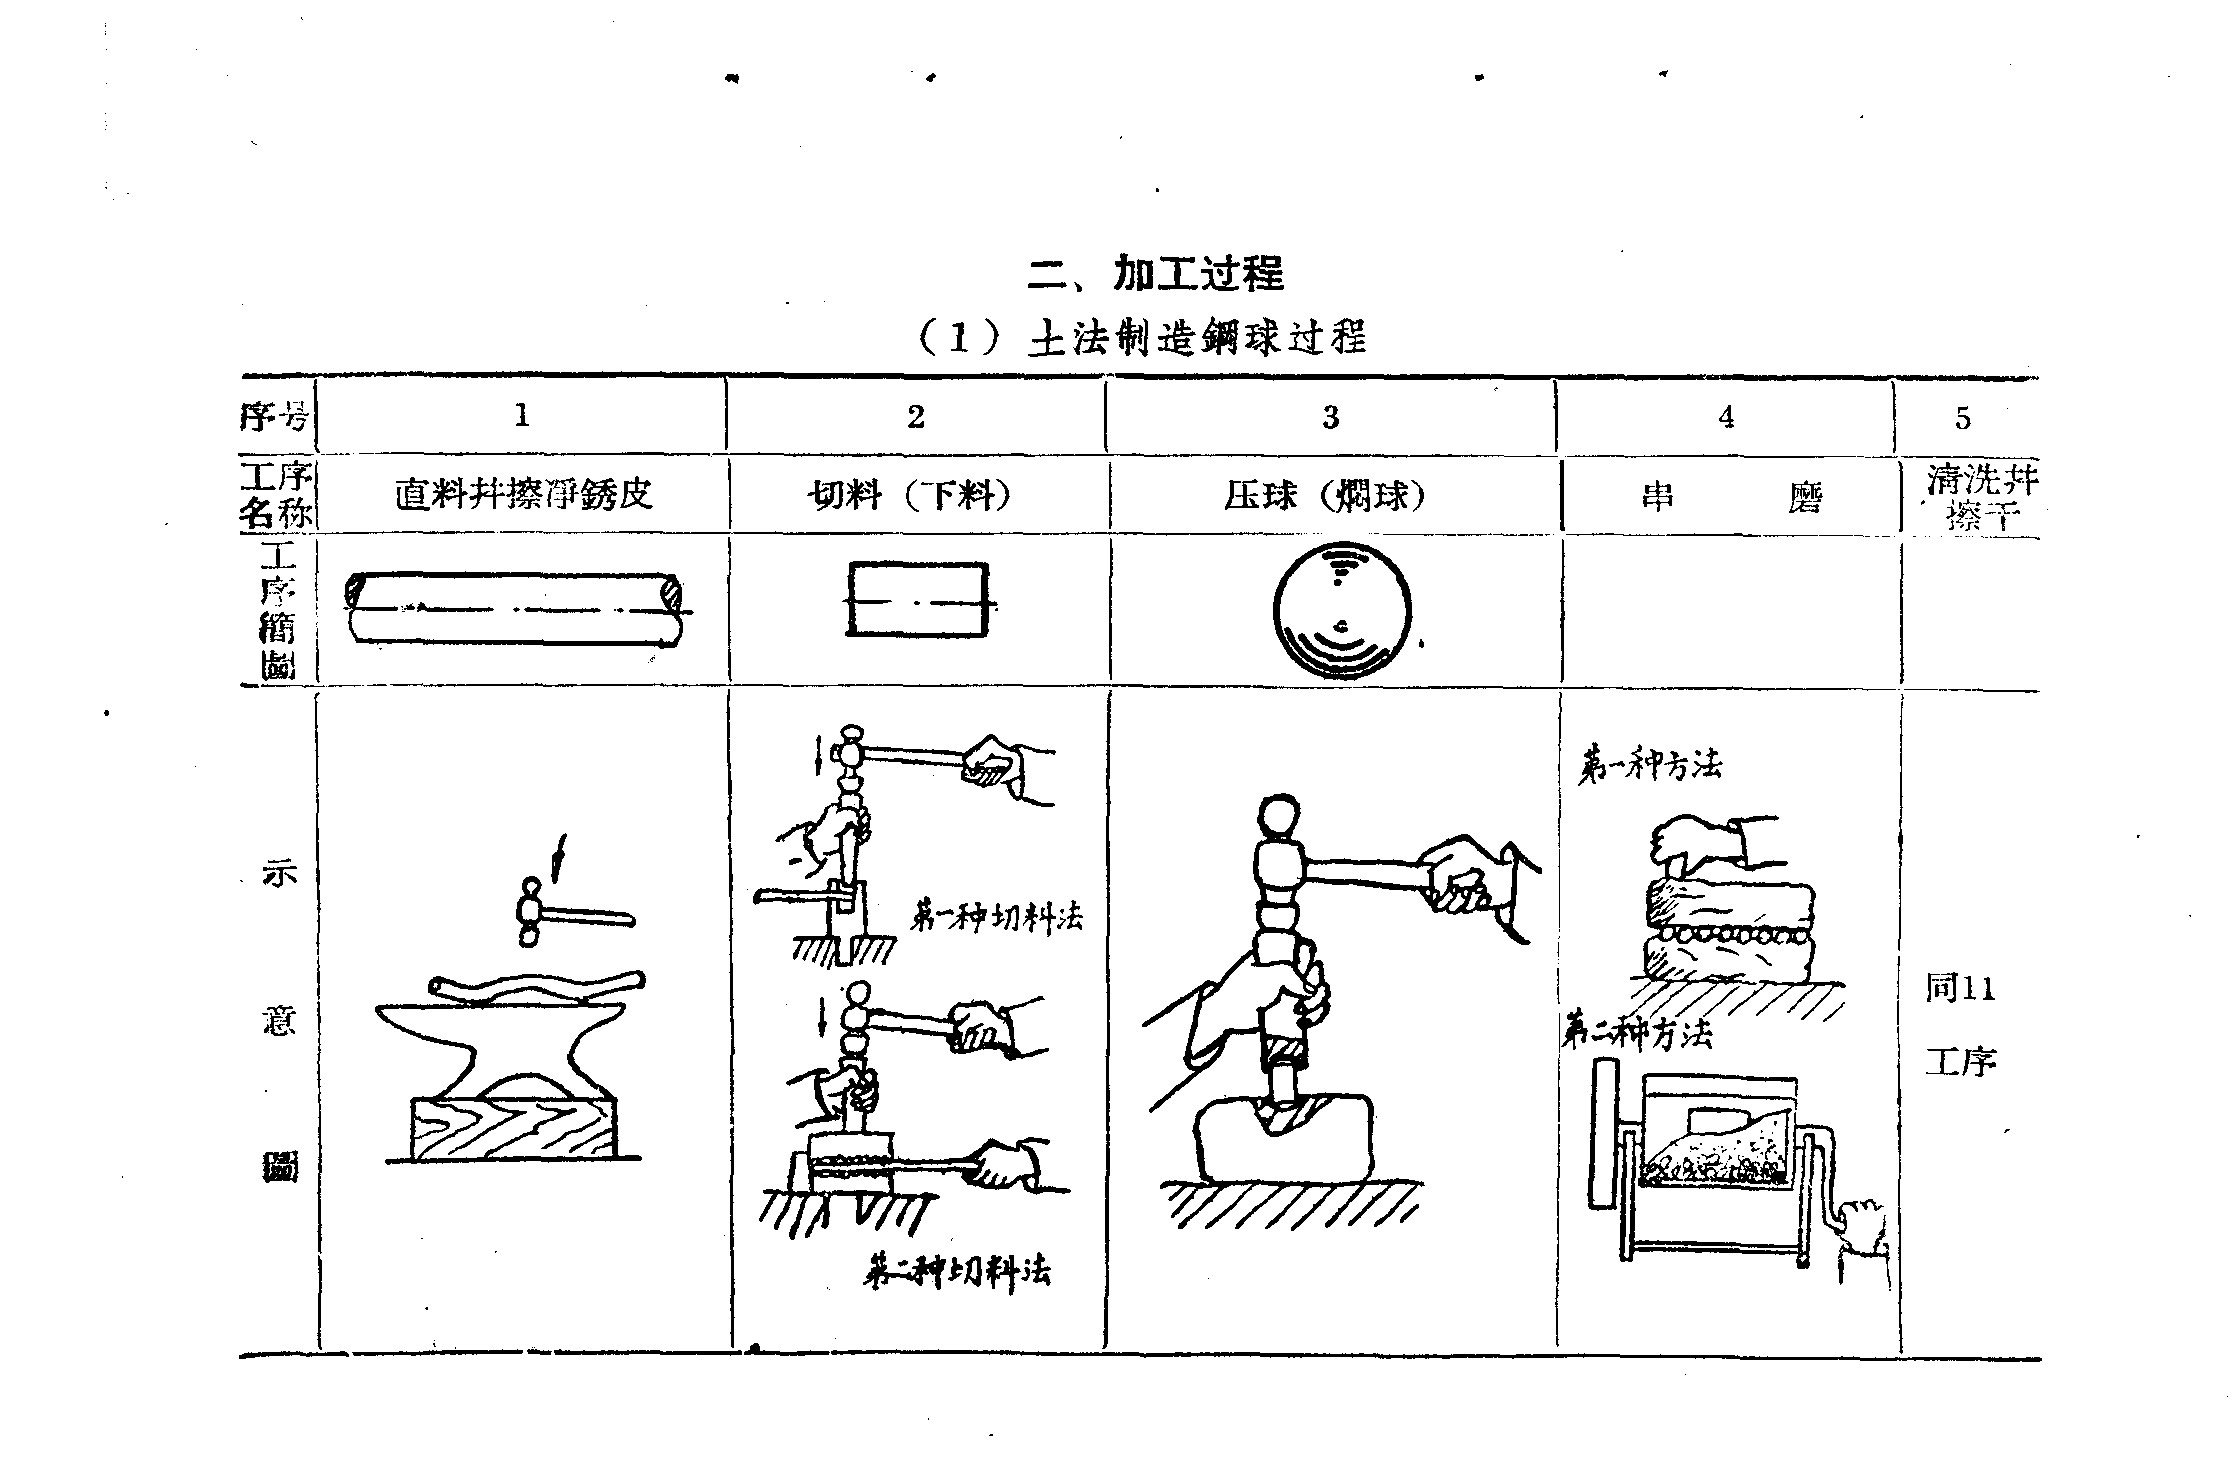 二、加工过程
（1）土法制造鋼球过程
序号 1 2 3 4 5
工序名称 直料并擦淨銹皮 切料（下料） 压球（燜球） 串磨 清洗并擦干
工序簡圖
示意圖
第一种切料法
第二种切料法
第一种方法
第二种方法
同11
工序